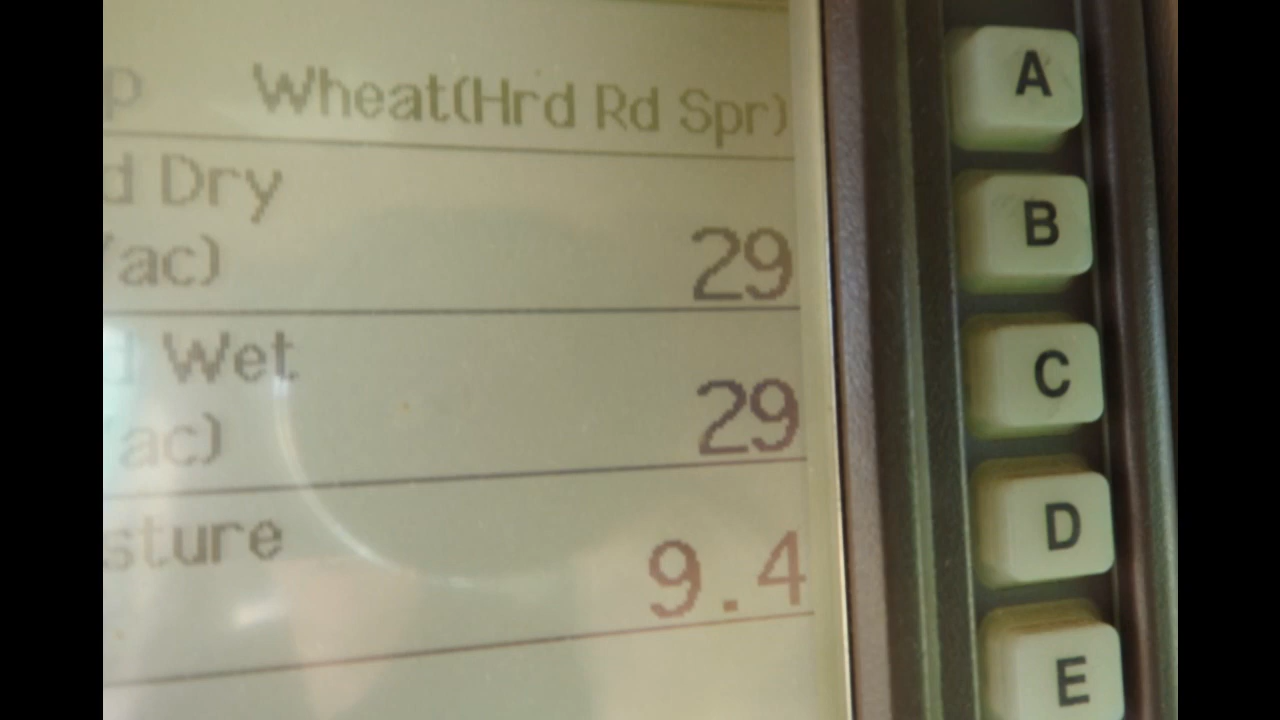 p Wheat(Hrd Rd Spr)
d Dry
/ac) 29
d Wet
ac) 29
sture 9.4
A
B
C
D
E